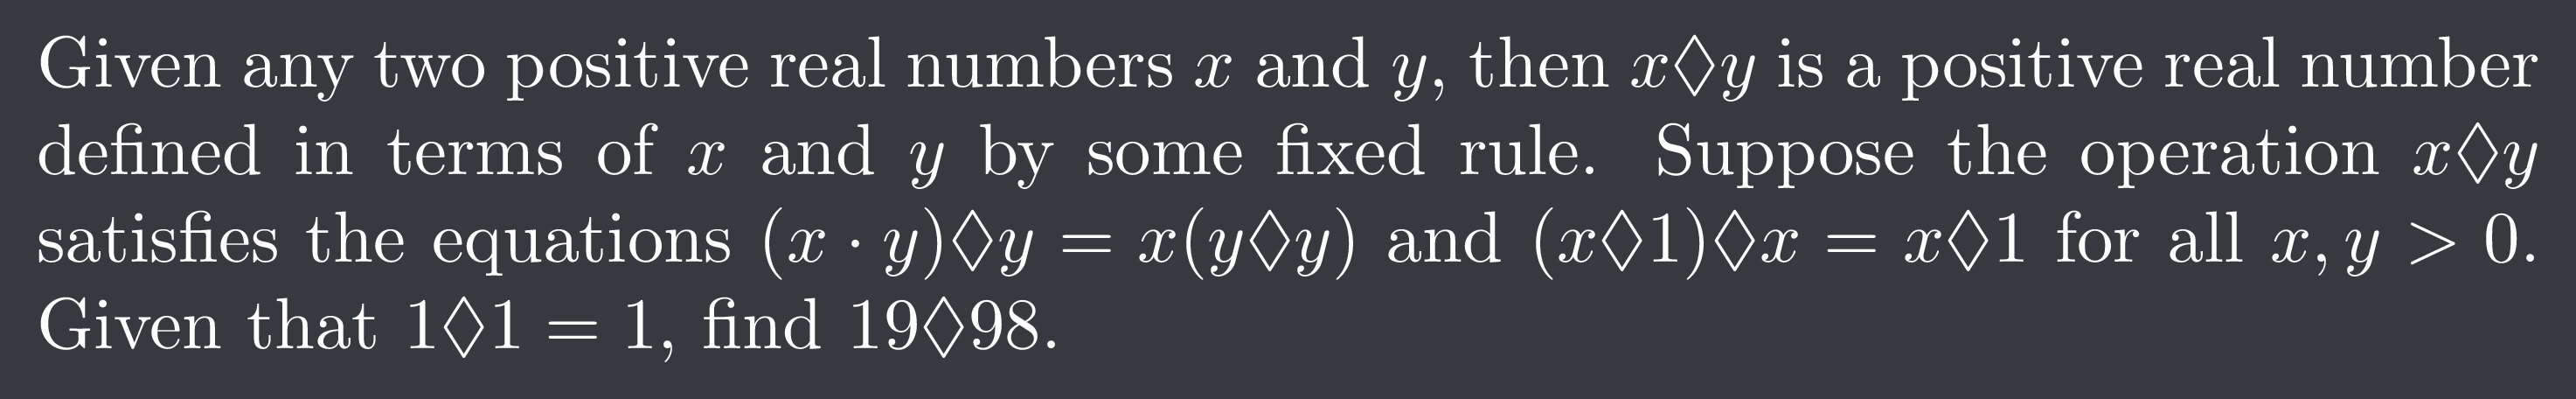 Given any two positive real numbers x and y, then x◊y is a positive real number
defined in terms of x and y by some fixed rule. Suppose the operation x◊y
satisfies the equations (x · y)◊y = x(y◊y) and (x◊1)◊x = x◊1 for all x, y > 0.
Given that 1◊1 = 1, find 19◊98.